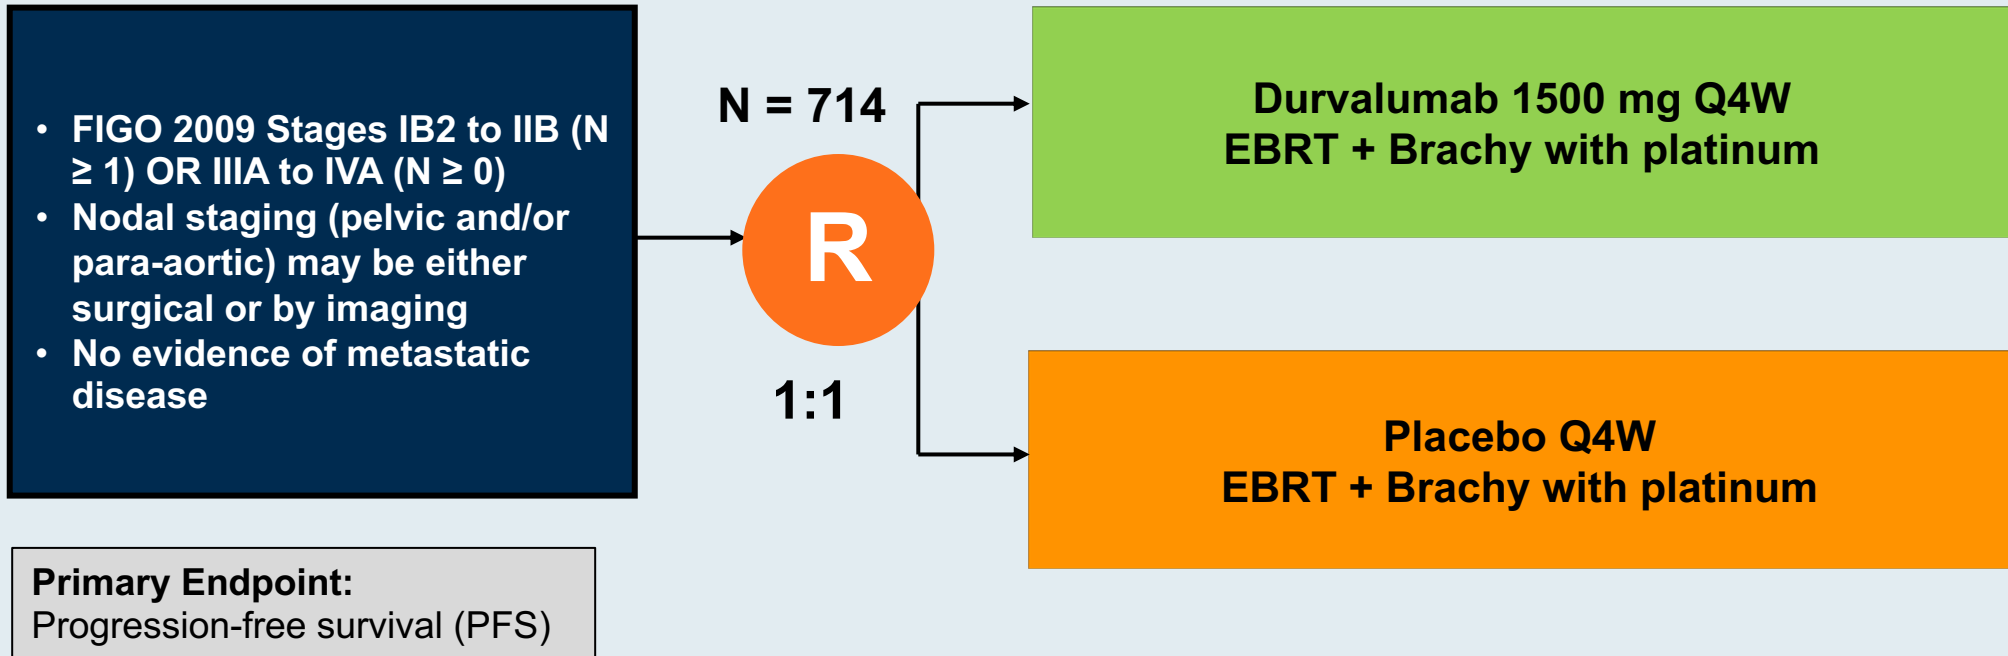 • FIGO 2009 Stages IB2 to IIB (N
≥ 1) OR IIIA to IVA (N ≥ 0)
• Nodal staging (pelvic and/or
para-aortic) may be either
surgical or by imaging
• No evidence of metastatic
disease
N = 714
R
1:1
Durvalumab 1500 mg Q4W
EBRT + Brachy with platinum
Placebo Q4W
EBRT + Brachy with platinum
Primary Endpoint:
Progression-free survival (PFS)